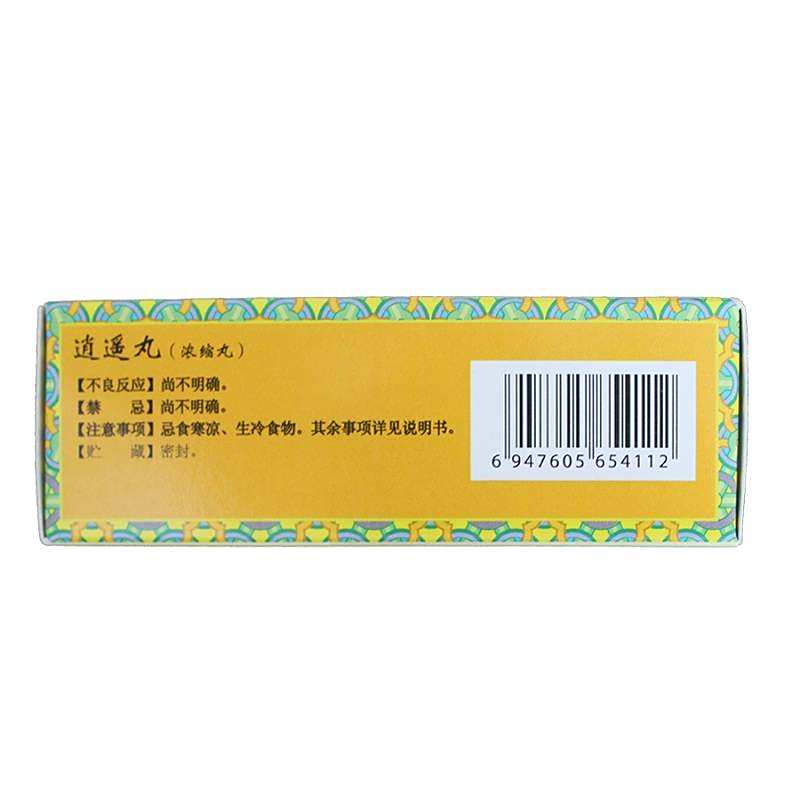 逍遥丸（浓缩丸）
【不良反应】尚不明确。
【禁　　忌】尚不明确。
【注意事项】忌食寒凉、生冷食物。其余事项详见说明书。
【贮　　藏】密封。
6 947605 654112